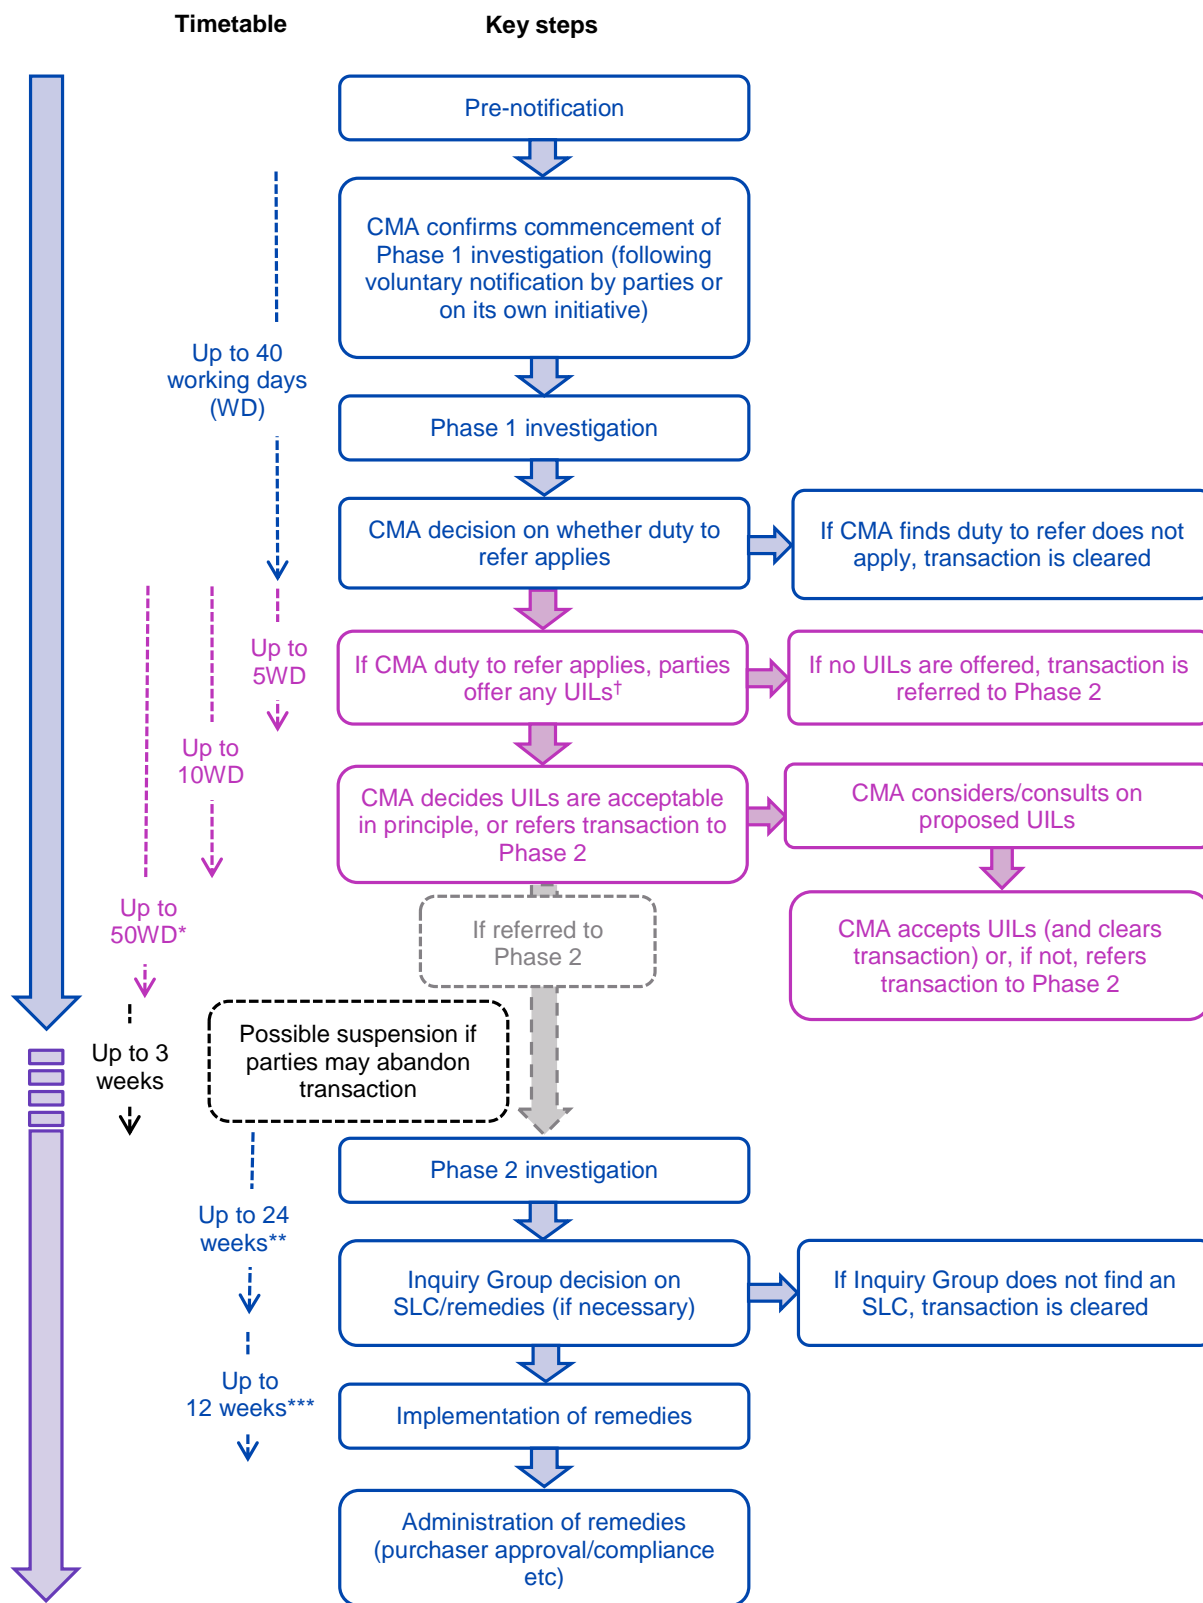 Timetable
Key steps
Pre-notification
CMA confirms commencement of
Phase 1 investigation (following
voluntary notification by parties or
on its own initiative)
Up to 40
working days
(WD)
Phase 1 investigation
CMA decision on whether duty to
refer applies
If CMA finds duty to refer does not
apply, transaction is cleared
Up to
5WD
If CMA duty to refer applies, parties
offer any UILs†
If no UILs are offered, transaction is
referred to Phase 2
Up to
10WD
CMA decides UILs are acceptable
in principle, or refers transaction to
Phase 2
CMA considers/consults on
proposed UILs
Up to
50WD*
If referred to
Phase 2
CMA accepts UILs (and clears
transaction) or, if not, refers
transaction to Phase 2
Up to 3
weeks
Possible suspension if
parties may abandon
transaction
Phase 2 investigation
Up to 24
weeks**
Inquiry Group decision on
SLC/remedies (if necessary)
If Inquiry Group does not find an
SLC, transaction is cleared
Up to
12 weeks***
Implementation of remedies
Administration of remedies
(purchaser approval/compliance
etc)